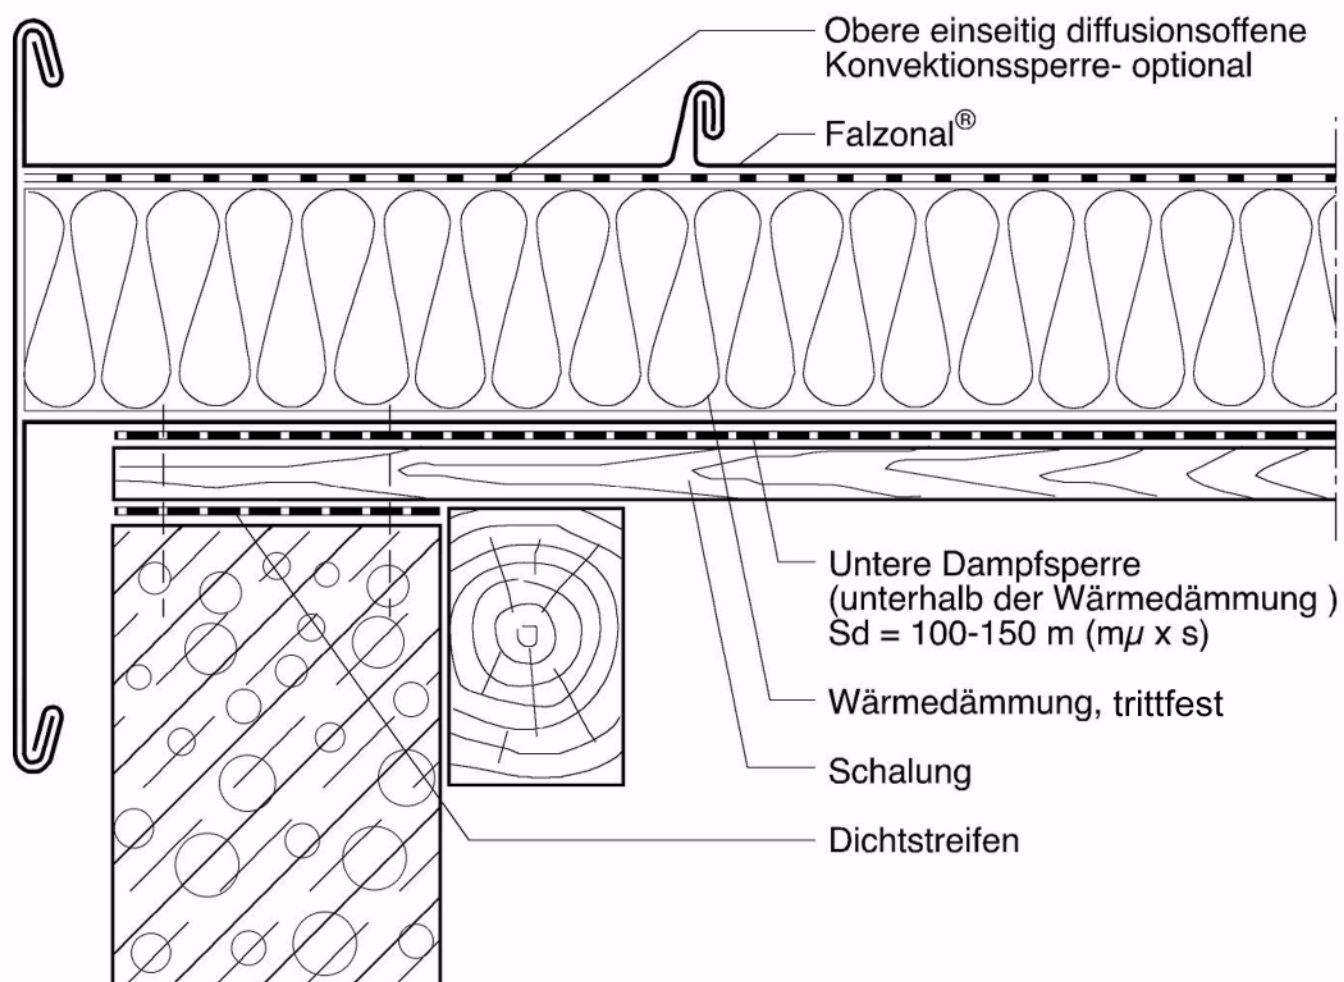 Obere einseitig diffusionsoffene
Konvektionssperre- optional
Falzonal®
Untere Dampfsperre
(unterhalb der Wärmedämmung )
Sd = 100-150 m (mµ x s)
Wärmedämmung, trittfest
Schalung
Dichtstreifen